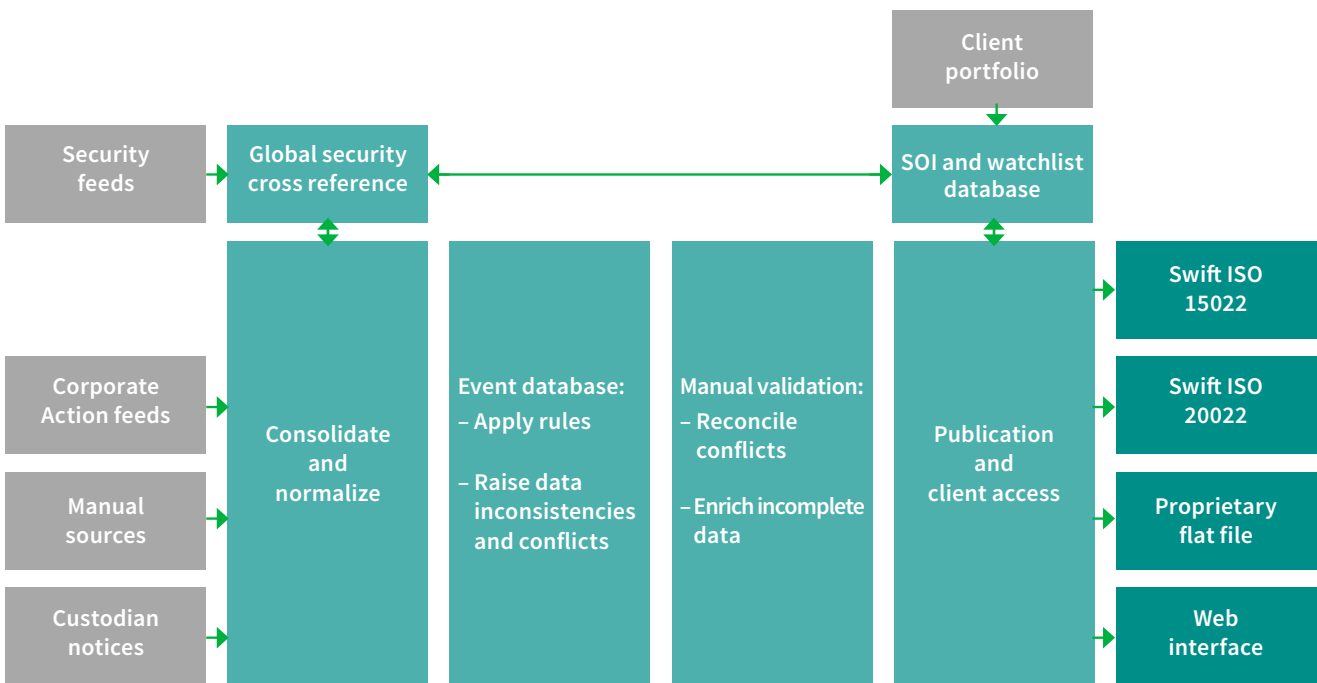 Client
portfolio
Security
feeds
Global security
cross reference
SOI and watchlist
database
Corporate
Action feeds
Manual
sources
Custodian
notices
Consolidate
and
normalize
Event database:
– Apply rules
– Raise data
inconsistencies
and conflicts
Manual validation:
– Reconcile
conflicts
– Enrich incomplete
data
Publication
and
client access
Swift ISO
15022
Swift ISO
20022
Proprietary
flat file
Web
interface